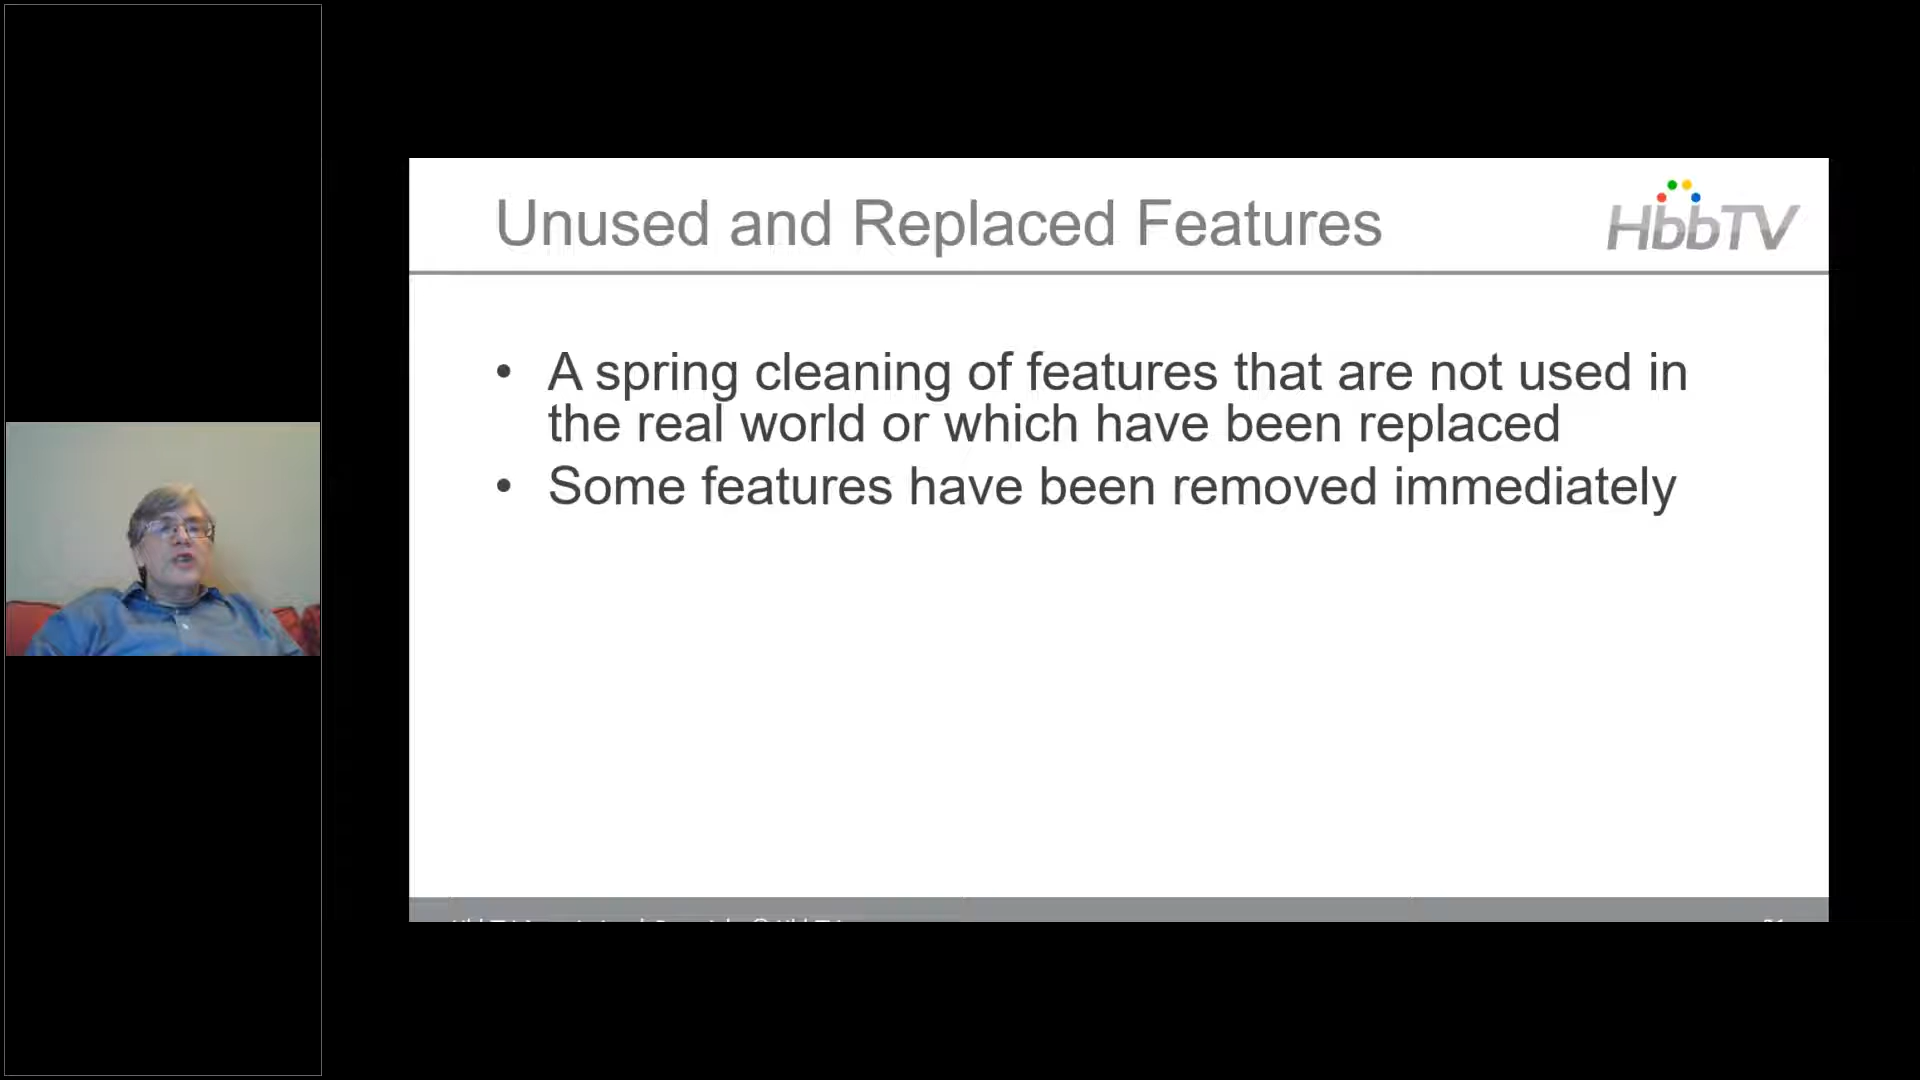 Unused and Replaced Features
HbbTV
• A spring cleaning of features that are not used in
the real world or which have been replaced
• Some features have been removed immediately